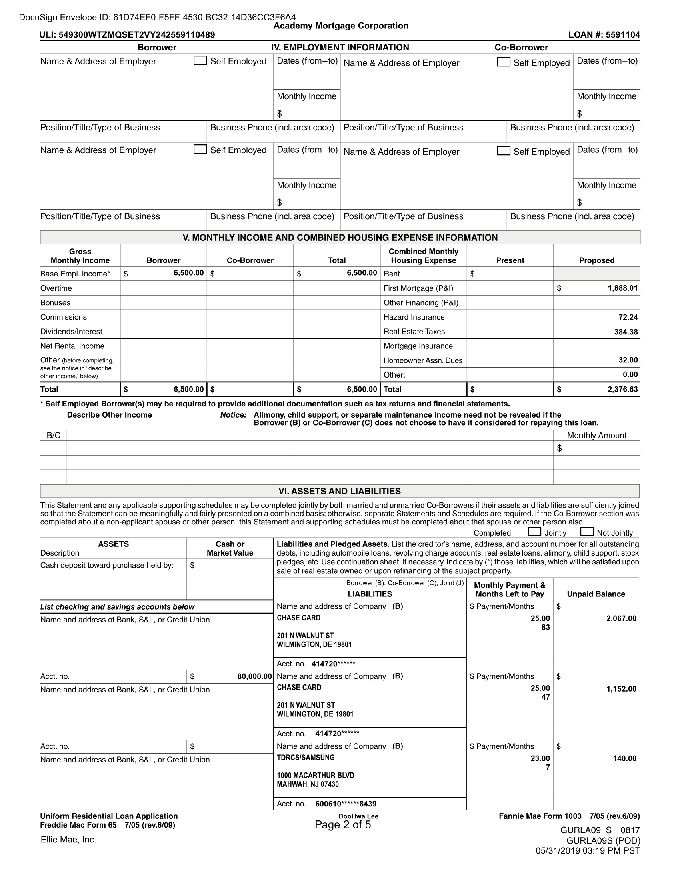 DocuSign Envelope ID: 61D74EF0-F5FF-4530-BC32-14D36CC3F6A4
Academy Mortgage Corporation
ULI: 549300WTZMQSET2VY242559110489 LOAN #: 5591104
Borrower IV. EMPLOYMENT INFORMATION Co-Borrower
Name & Address of Employer Self Employed Dates (from–to) Name & Address of Employer Self Employed Dates (from–to)
Monthly Income Monthly Income
$ $
Position/Title/Type of Business Business Phone (incl. area code) Position/Title/Type of Business Business Phone (incl. area code)
Name & Address of Employer Self Employed Dates (from–to) Name & Address of Employer Self Employed Dates (from–to)
Monthly Income Monthly Income
$ $
Position/Title/Type of Business Business Phone (incl. area code) Position/Title/Type of Business Business Phone (incl. area code)
V. MONTHLY INCOME AND COMBINED HOUSING EXPENSE INFORMATION
Gross Monthly Income Borrower Co-Borrower Total Combined Monthly Housing Expense Present Proposed
Base Empl. Income* $ 6,500.00 $ $ 6,500.00 Rent $
Overtime First Mortgage (P&I) $ 1,888.01
Bonuses Other Financing (P&I)
Commissions Hazard Insurance 72.24
Dividends/Interest Real Estate Taxes 384.38
Net Rental Income Mortgage Insurance
Other (before completing, Homeowner Assn. Dues 32.00
see the notice in "describe
other income," below) Other: 0.00
Total $ 6,500.00 $ $ 6,500.00 Total $ $ 2,376.63
* Self Employed Borrower(s) may be required to provide additional documentation such as tax returns and financial statements.
Describe Other Income Notice: Alimony, child support, or separate maintenance income need not be revealed if the
Borrower (B) or Co-Borrower (C) does not choose to have it considered for repaying this loan.
B/C Monthly Amount
$
VI. ASSETS AND LIABILITIES
This Statement and any applicable supporting schedules may be completed jointly by both married and unmarried Co-Borrowers if their assets and liabilities are sufficiently joined
so that the Statement can be meaningfully and fairly presented on a combined basis; otherwise, separate Statements and Schedules are required. If the Co-Borrower section was
completed about a non-applicant spouse or other person, this Statement and supporting schedules must be completed about that spouse or other person also.
Completed Jointly Not Jointly
ASSETS Cash or Market Value Liabilities and Pledged Assets. List the creditor's name, address, and account number for all outstanding
Description debts, including automobile loans, revolving charge accounts, real estate loans, alimony, child support, stock
Cash deposit toward purchase held by: $ pledges, etc. Use continuation sheet, if necessary. Indicate by (*) those liabilities, which will be satisfied upon
sale of real estate owned or upon refinancing of the subject property.
Borrower (B), Co-Borrower (C), Joint (J)
LIABILITIES Monthly Payment & Months Left to Pay Unpaid Balance
List checking and savings accounts below Name and address of Company (B) $ Payment/Months $
Name and address of Bank, S&L, or Credit Union CHASE CARD 25.00 2,067.00
83
201 N WALNUT ST
WILMINGTON, DE 19801
Acct. no. 414720******
Acct. no. $ 80,000.00 Name and address of Company (B) $ Payment/Months $
Name and address of Bank, S&L, or Credit Union CHASE CARD 25.00 1,152.00
47
201 N WALNUT ST
WILMINGTON, DE 19801
Acct. no. 414720******
Acct. no. $ Name and address of Company (B) $ Payment/Months $
Name and address of Bank, S&L, or Credit Union TDRCS/SAMSUNG 23.00 140.00
7
1000 MACARTHUR BLVD
MAHWAH, NJ 07430
Acct. no. 600610******8439
Uniform Residential Loan Application Dool Iwa Lee Fannie Mae Form 1003 7/05 (rev.6/09)
Freddie Mac Form 65 7/05 (rev.6/09) Page 2 of 5
GURLA09_S 0817
Ellie Mae, Inc. GURLA09S (POD)
05/31/2019 03:19 PM PST